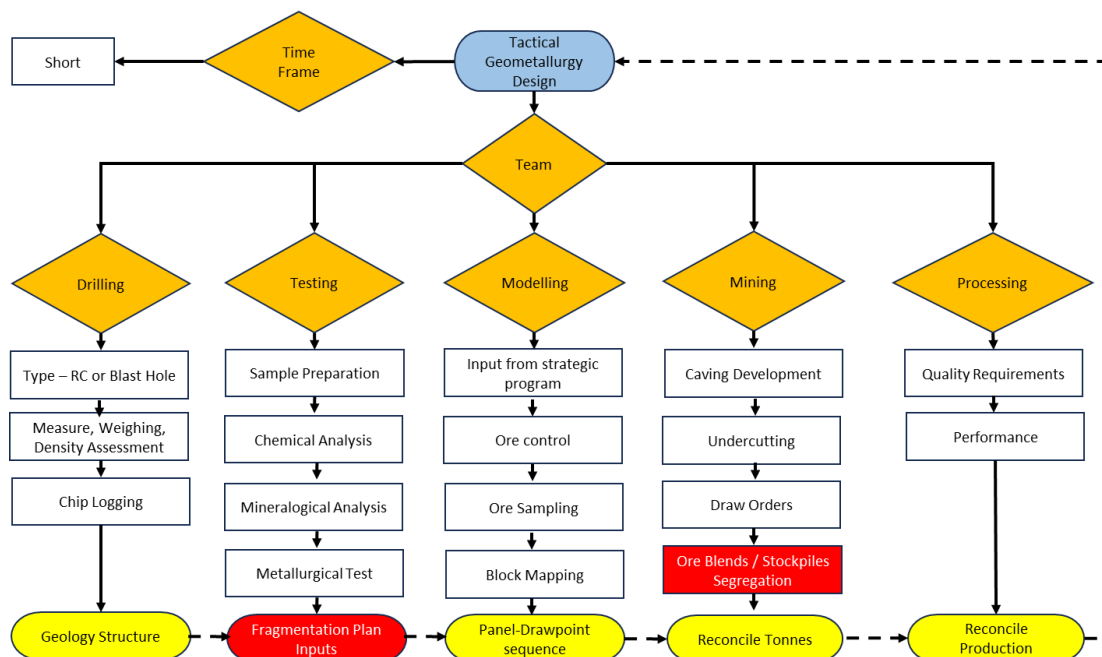 Short
Time
Frame
Tactical
Geometallurgy
Design
Team
Drilling
Testing
Modelling
Mining
Processing
Type – RC or Blast Hole
Sample Preparation
Input from strategic
program
Caving Development
Quality Requirements
Measure, Weighing,
Density Assessment
Chemical Analysis
Ore control
Undercutting
Performance
Chip Logging
Mineralogical Analysis
Ore Sampling
Draw Orders
Metallurgical Test
Block Mapping
Ore Blends / Stockpiles
Segregation
Geology Structure
Fragmentation Plan
Inputs
Panel-Drawpoint
sequence
Reconcile Tonnes
Reconcile
Production